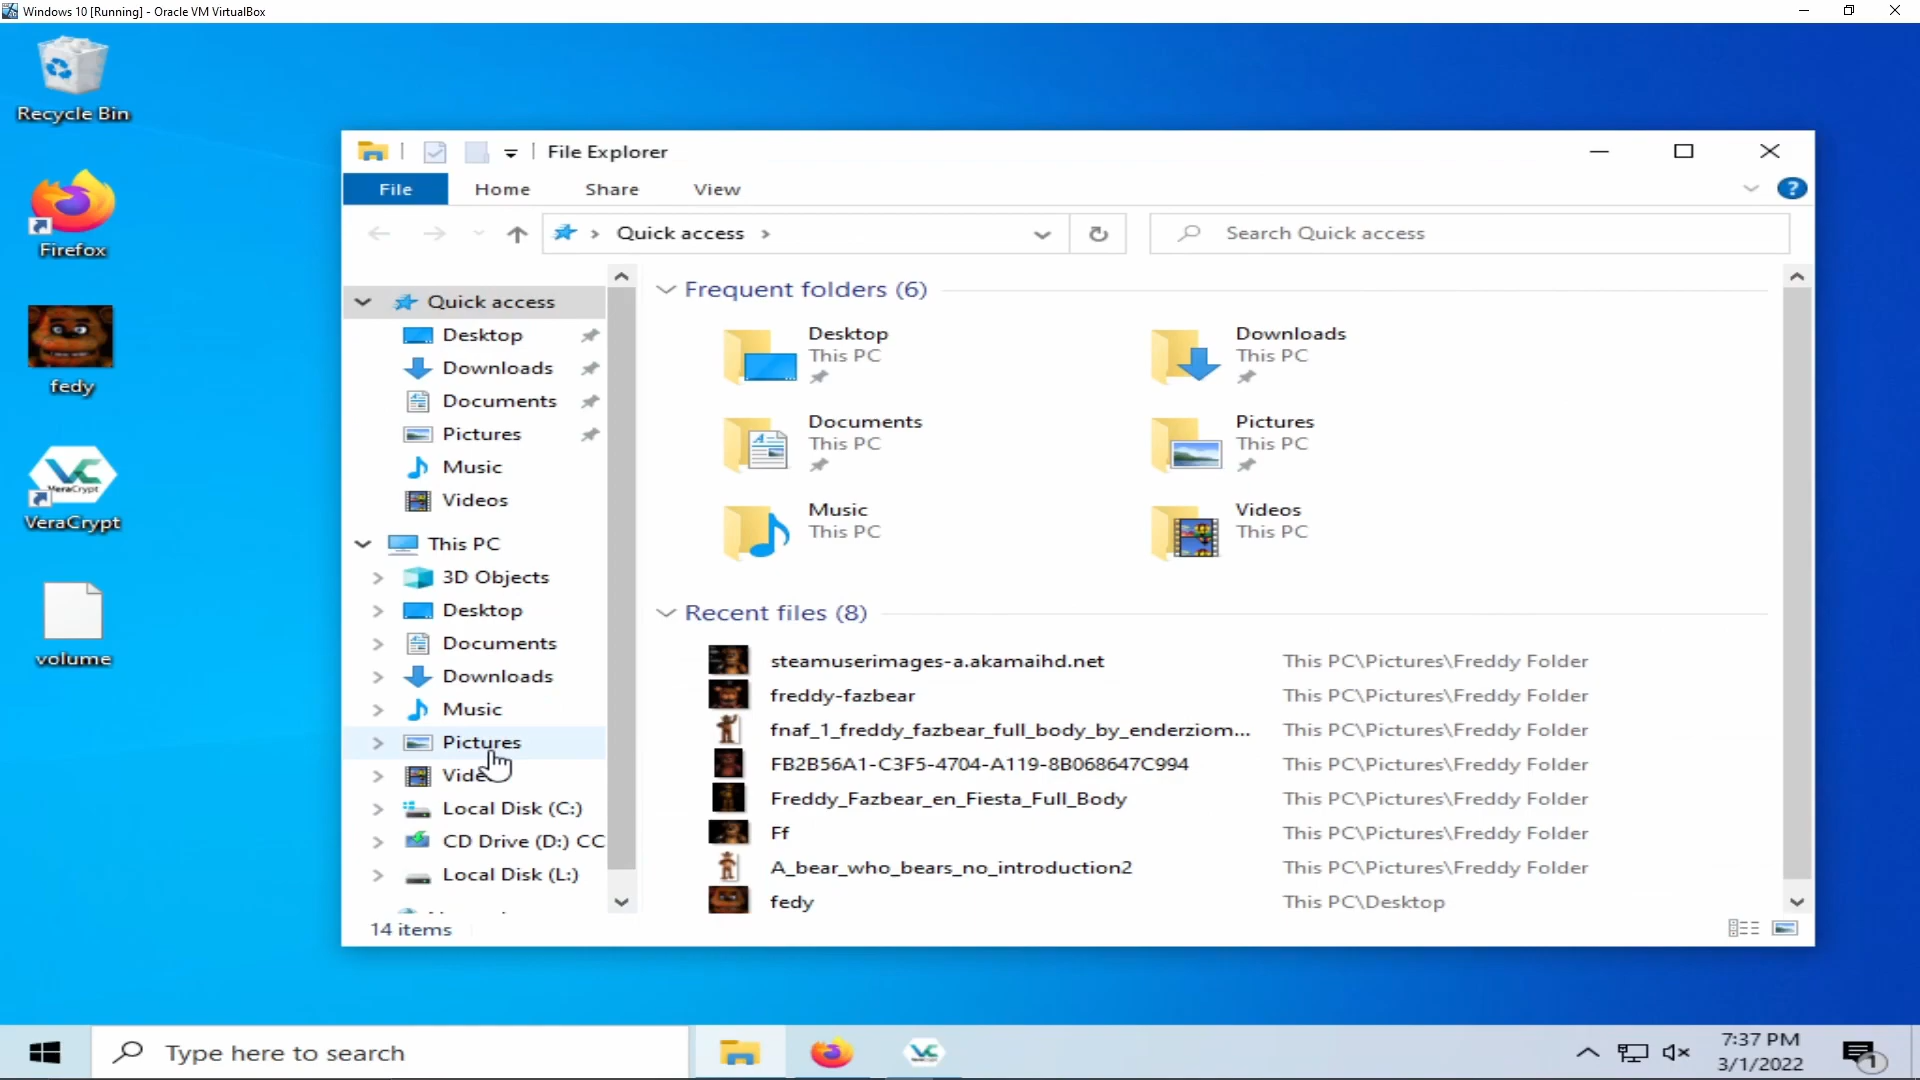 Windows 10 [Running] - Oracle VM VirtualBox
Recycle Bin
Firefox
fedy
VeraCrypt
VeraCrypt
volume
File Explorer
File
Home
Share
View
?
Quick access
Search Quick access
Quick access
Desktop
Downloads
Documents
Pictures
Music
Videos
This PC
3D Objects
Desktop
Documents
Downloads
Music
Pictures
Local Disk (C:)
CD Drive (D:) CC
Local Disk (L:)
14 items
Frequent folders (6)
Desktop
This PC
Downloads
This PC
Documents
This PC
Pictures
This PC
Music
This PC
Videos
This PC
Recent files (8)
steamuserimages-a.akamaihd.net This PC\Pictures\Freddy Folder
freddy-fazbear This PC\Pictures\Freddy Folder
fnaf_1_freddy_fazbear_full_body_by_enderziom... This PC\Pictures\Freddy Folder
FB2B56A1-C3F5-4704-A119-8B068647C994 This PC\Pictures\Freddy Folder
Freddy_Fazbear_en_Fiesta_Full_Body This PC\Pictures\Freddy Folder
Ff This PC\Pictures\Freddy Folder
A_bear_who_bears_no_introduction2 This PC\Pictures\Freddy Folder
fedy This PC\Desktop
Type here to search
7:37 PM
3/1/2022
1